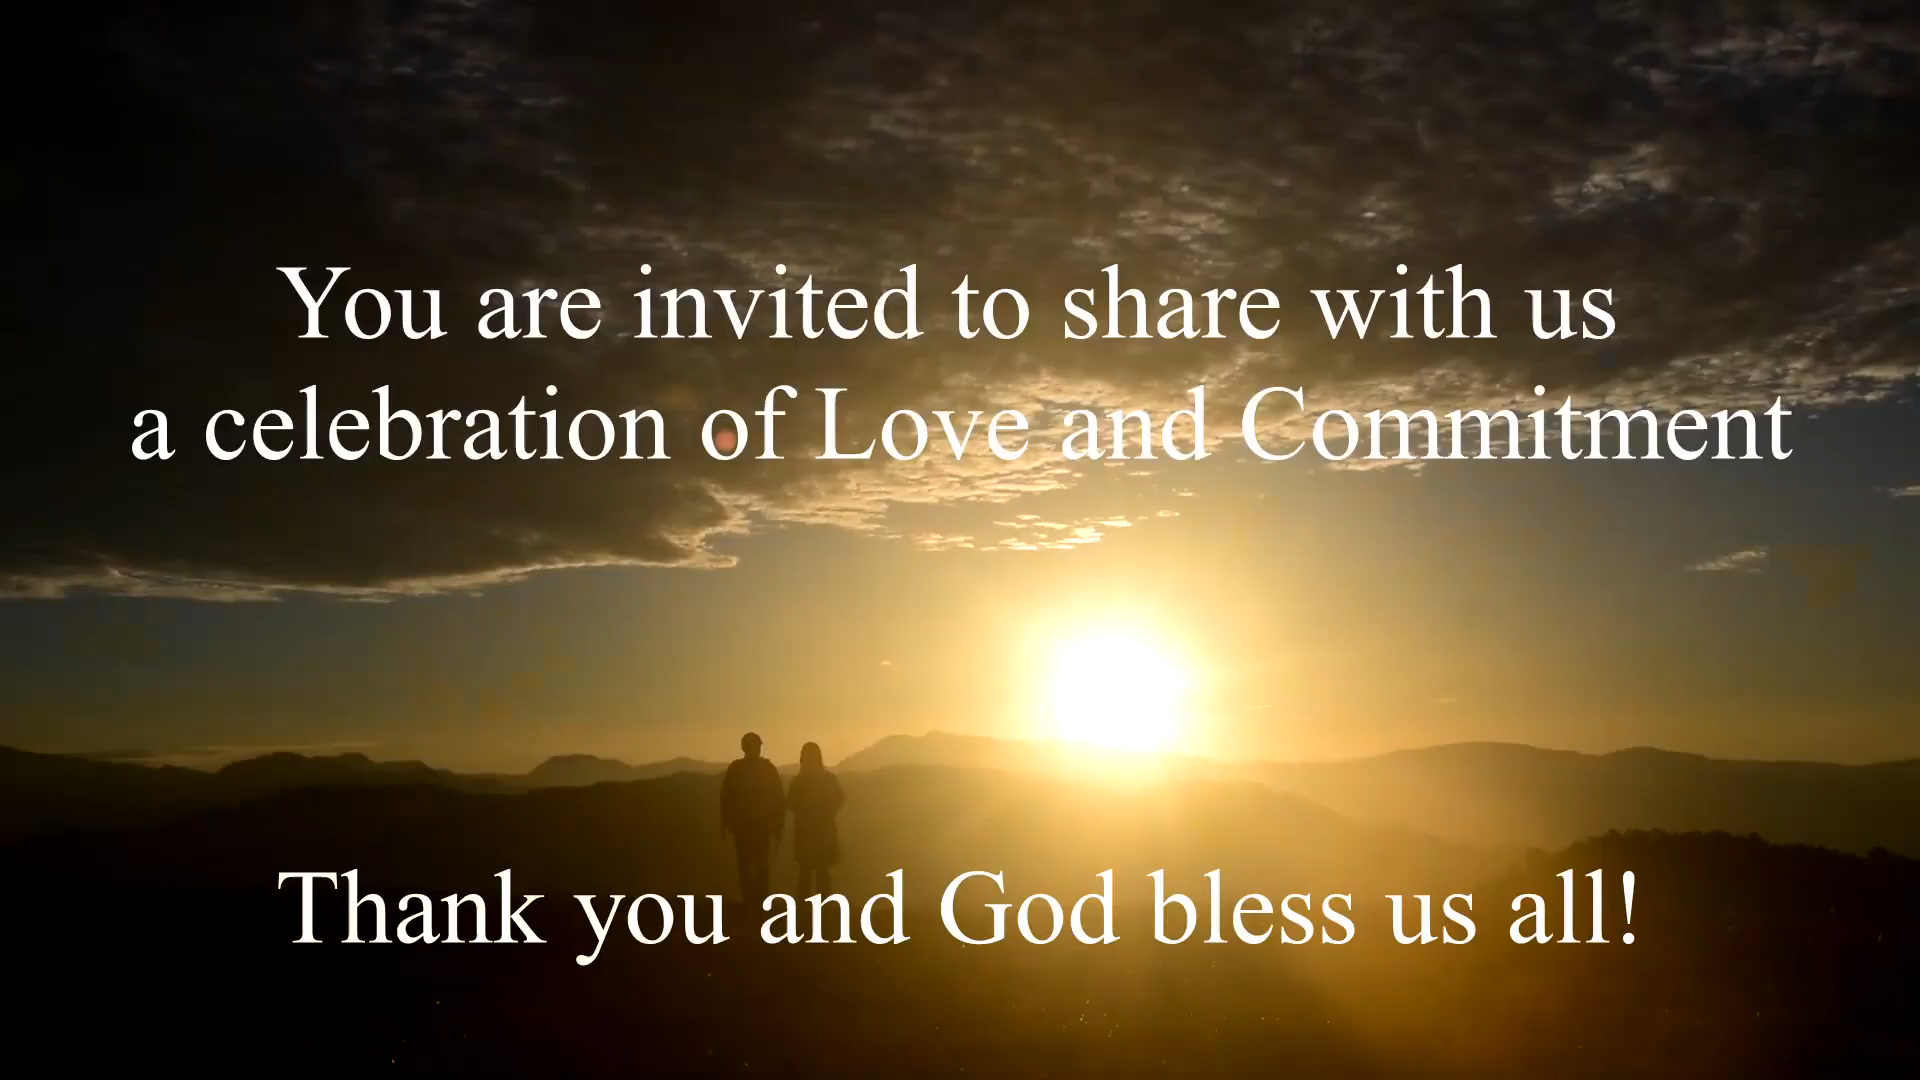 You are invited to share with us
a celebration of Love and Commitment
Thank you and God bless us all!